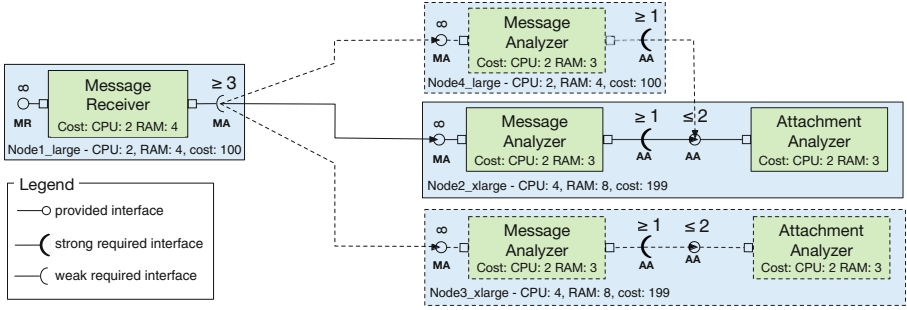 ∞
MR
Message
Receiver
Cost: CPU: 2 RAM: 4
≥ 3
MA
Node1_large - CPU: 2, RAM: 4, cost: 100
∞
MA
Message
Analyzer
Cost: CPU: 2 RAM: 3
≥ 1
AA
Node4_large - CPU: 2, RAM: 4, cost: 100
∞
MA
Message
Analyzer
Cost: CPU: 2 RAM: 3
≥ 1
AA
≤ 2
AA
Attachment
Analyzer
Cost: CPU: 2 RAM: 3
Node2_xlarge - CPU: 4, RAM: 8, cost: 199
∞
MA
Message
Analyzer
Cost: CPU: 2 RAM: 3
≥ 1
AA
≤ 2
AA
Attachment
Analyzer
Cost: CPU: 2 RAM: 3
Node3_xlarge - CPU: 4, RAM: 8, cost: 199
Legend
provided interface
strong required interface
weak required interface